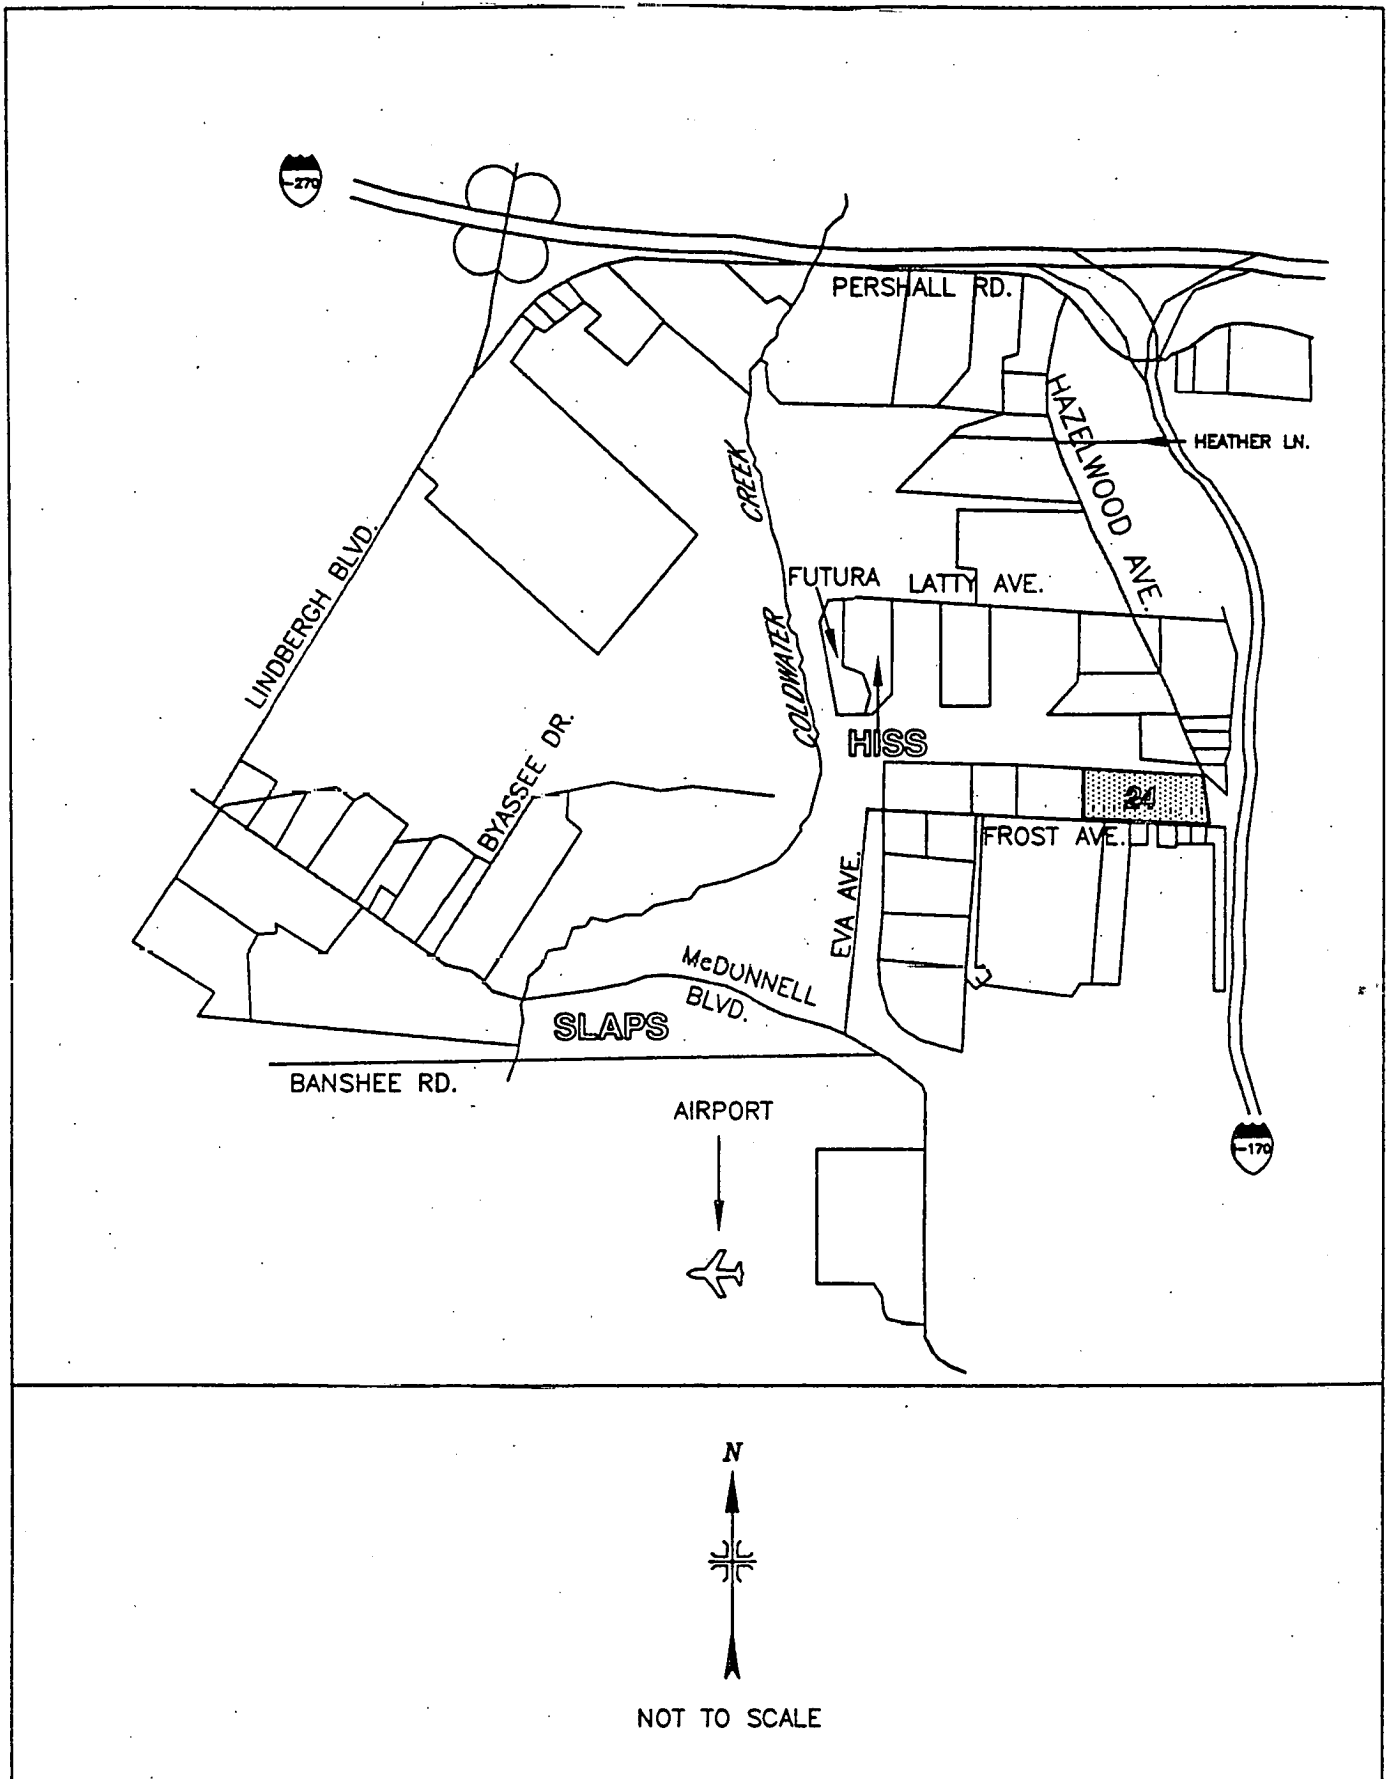 I-270
PERSHALL RD.
HAZELWOOD AVE.
HEATHER LN.
CREEK
COLDWATER
LINDBERGH BLVD.
FUTURA
LATTY AVE.
BYASSEE DR.
HISS
24
FROST AVE.
EVA AVE.
McDUNNELL
BLVD.
SLAPS
BANSHEE RD.
AIRPORT
I-170
N
NOT TO SCALE